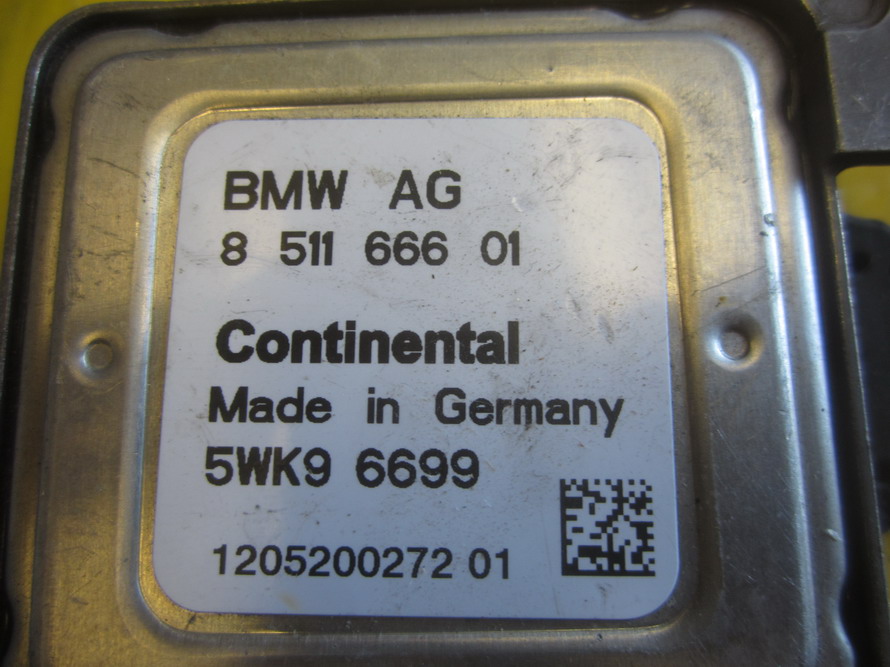 BMW AG
8 511 666 01
Continental
Made in Germany
5WK9 6699
1205200272 01